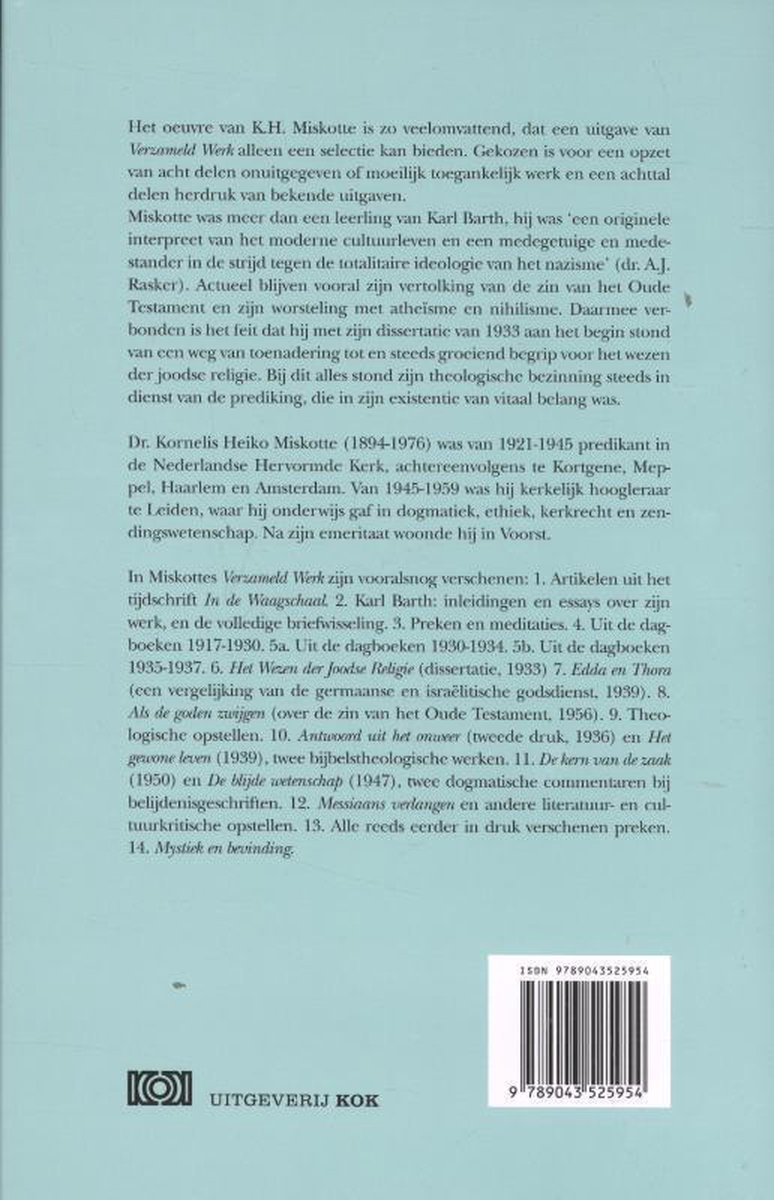 Het oeuvre van K.H. Miskotte is zo veelomvattend, dat een uitgave van
Verzameld Werk alleen een selectie kan bieden. Gekozen is voor een opzet
van acht delen onuitgegeven of moeilijk toegankelijk werk en een achttal
delen herdruk van bekende uitgaven.
Miskotte was meer dan een leerling van Karl Barth, hij was ‘een originele
interpreet van het moderne cultuurleven en een medegetuige en mede-
stander in de strijd tegen de totalitaire ideologie van het nazisme’ (dr. A.J.
Rasker). Actueel blijven vooral zijn vertolking van de zin van het Oude
Testament en zijn worsteling met atheïsme en nihilisme. Daarmee ver-
bonden is het feit dat hij met zijn dissertatie van 1933 aan het begin stond
van een weg van toenadering tot en steeds groeiend begrip voor het wezen
der joodse religie. Bij dit alles stond zijn theologische bezinning steeds in
dienst van de prediking, die in zijn existentie van vitaal belang was.
Dr. Kornelis Heiko Miskotte (1894-1976) was van 1921-1945 predikant in
de Nederlandse Hervormde Kerk, achtereenvolgens te Kortgene, Mep-
pel, Haarlem en Amsterdam. Van 1945-1959 was hij kerkelijk hoogleraar
te Leiden, waar hij onderwijs gaf in dogmatiek, ethiek, kerkrecht en zen-
dingswetenschap. Na zijn emeritaat woonde hij in Voorst.
In Miskottes Verzameld Werk zijn vooralsnog verschenen: 1. Artikelen uit het
tijdschrift In de Waagschaal. 2. Karl Barth: inleidingen en essays over zijn
werk, en de volledige briefwisseling. 3. Preken en meditaties. 4. Uit de dag-
boeken 1917-1930. 5a. Uit de dagboeken 1930-1934. 5b. Uit de dagboeken
1935-1937. 6. Het Wezen der Joodse Religie (dissertatie, 1933) 7. Edda en Thora
(een vergelijking van de germaanse en israëlitische godsdienst, 1939). 8.
Als de goden zwijgen (over de zin van het Oude Testament, 1956). 9. Theo-
logische opstellen. 10. Antwoord uit het onweer (tweede druk, 1936) en Het
gewone leven (1939), twee bijbelstheologische werken. 11. De kern van de zaak
(1950) en De blijde wetenschap (1947), twee dogmatische commentaren bij
belijdenisgeschriften. 12. Messiaans verlangen en andere literatuur- en cul-
tuurkritische opstellen. 13. Alle reeds eerder in druk verschenen preken.
14. Mystiek en bevinding.
ISBN 9789043525954
9 789043 525954
KOK UITGEVERIJ KOK